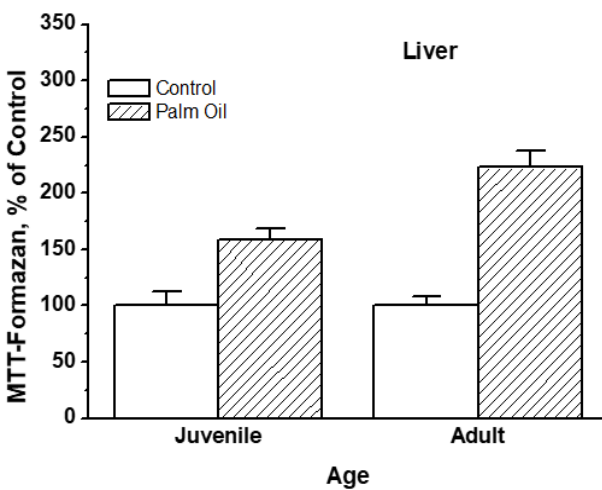 350
300
250
200
150
100
50
0
MTT-Formazan, % of Control
Liver
Control
Palm Oil
Juvenile
Adult
Age